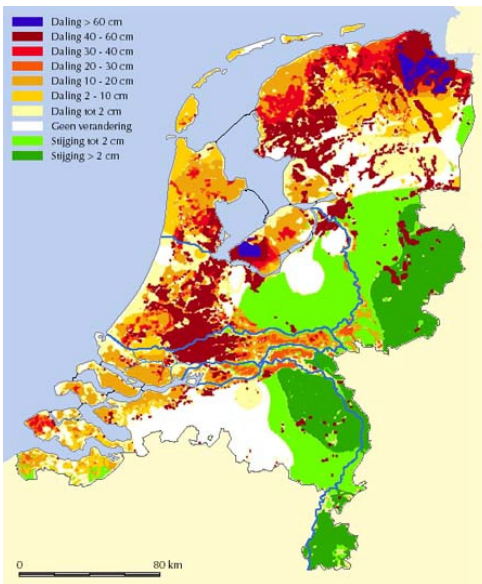 Daling > 60 cm
Daling 40 - 60 cm
Daling 30 - 40 cm
Daling 20 - 30 cm
Daling 10 - 20 cm
Daling 2 - 10 cm
Daling tot 2 cm
Geen verandering
Stijging tot 2 cm
Stijging > 2 cm
0 80 km